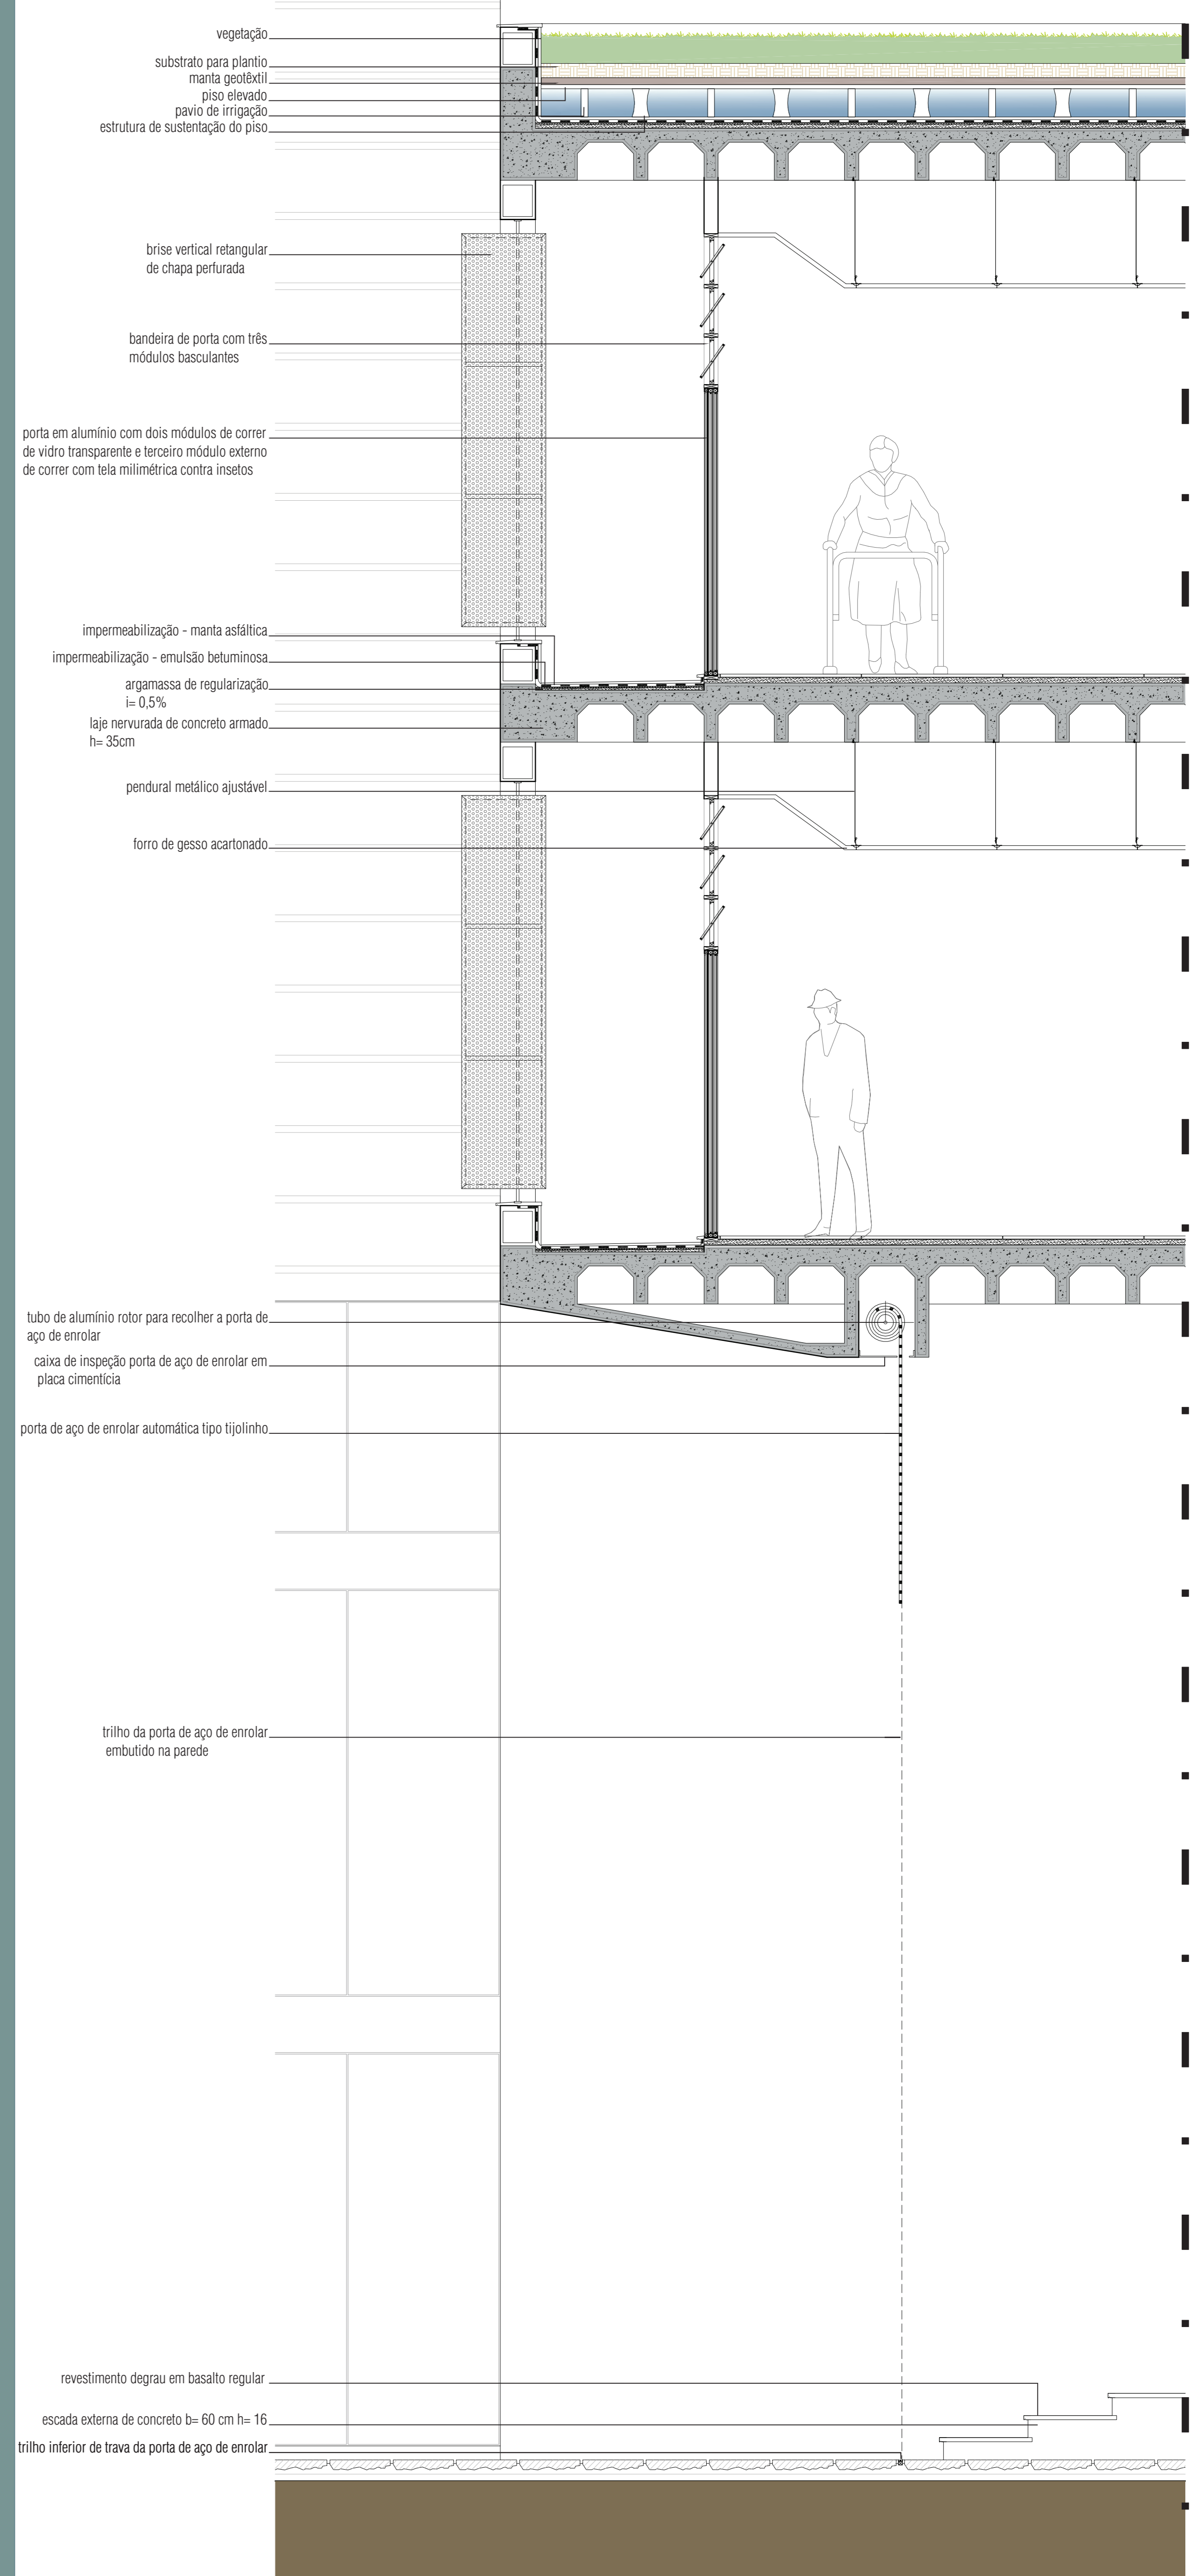 vegetação
substrato para plantio
manta geotêxtil
piso elevado
pavio de irrigação
estrutura de sustentação do piso
brise vertical retangular
de chapa perfurada
bandeira de porta com três
módulos basculantes
porta em alumínio com dois módulos de correr
de vidro transparente e terceiro módulo externo
de correr com tela milimétrica contra insetos
impermeabilização - manta asfáltica
impermeabilização - emulsão betuminosa
argamassa de regularização
i= 0,5%
laje nervurada de concreto armado
h= 35cm
pendural metálico ajustável
forro de gesso acartonado
tubo de alumínio rotor para recolher a porta de
aço de enrolar
caixa de inspeção porta de aço de enrolar em
placa cimentícia
porta de aço de enrolar automática tipo tijolinho
trilho da porta de aço de enrolar
embutido na parede
revestimento degrau em basalto regular
escada externa de concreto b= 60 cm h= 16
trilho inferior de trava da porta de aço de enrolar